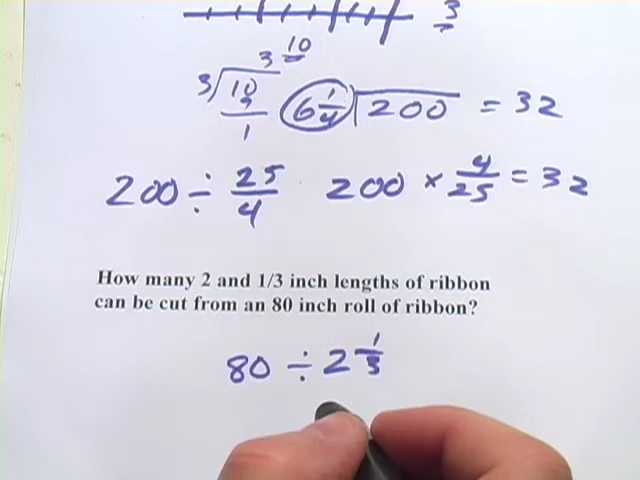 3
3 10
3)10
9
1
6 1/4)200 = 32
200 ÷ 25/4 200 × 4/25 = 32
How many 2 and 1/3 inch lengths of ribbon
can be cut from an 80 inch roll of ribbon?
80 ÷ 2 1/3